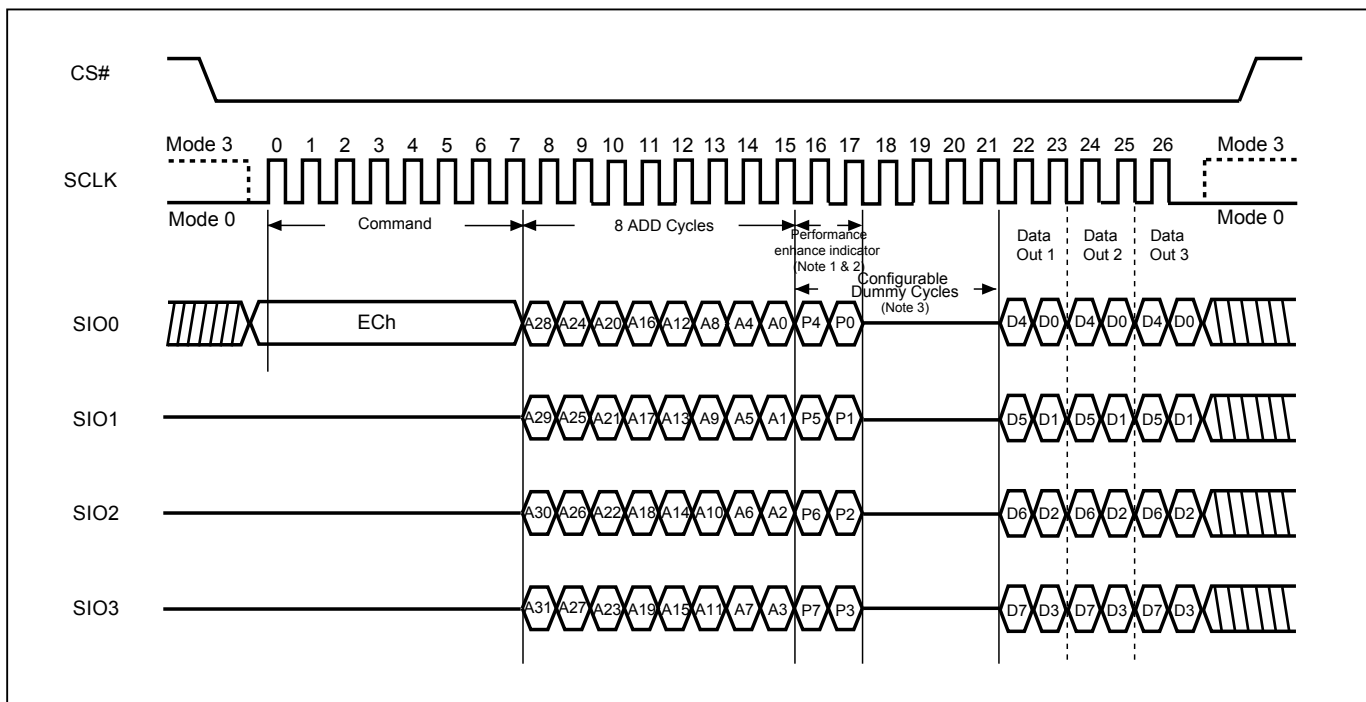 CS#
Mode 3
0 1 2 3 4 5 6 7 8 9 10 11 12 13 14 15 16 17 18 19 20 21 22 23 24 25 26
Mode 3
SCLK
Mode 0
Mode 0
Command
8 ADD Cycles
Performance
enhance indicator
(Note 1 & 2)
Configurable
Dummy Cycles
(Note 3)
Data
Out 1
Data
Out 2
Data
Out 3
SIO0
ECh
A28 A24 A20 A16 A12 A8 A4 A0 P4 P0 D4 D0 D4 D0 D4 D0
SIO1
A29 A25 A21 A17 A13 A9 A5 A1 P5 P1 D5 D1 D5 D1 D5 D1
SIO2
A30 A26 A22 A18 A14 A10 A6 A2 P6 P2 D6 D2 D6 D2 D6 D2
SIO3
A31 A27 A23 A19 A15 A11 A7 A3 P7 P3 D7 D3 D7 D3 D7 D3